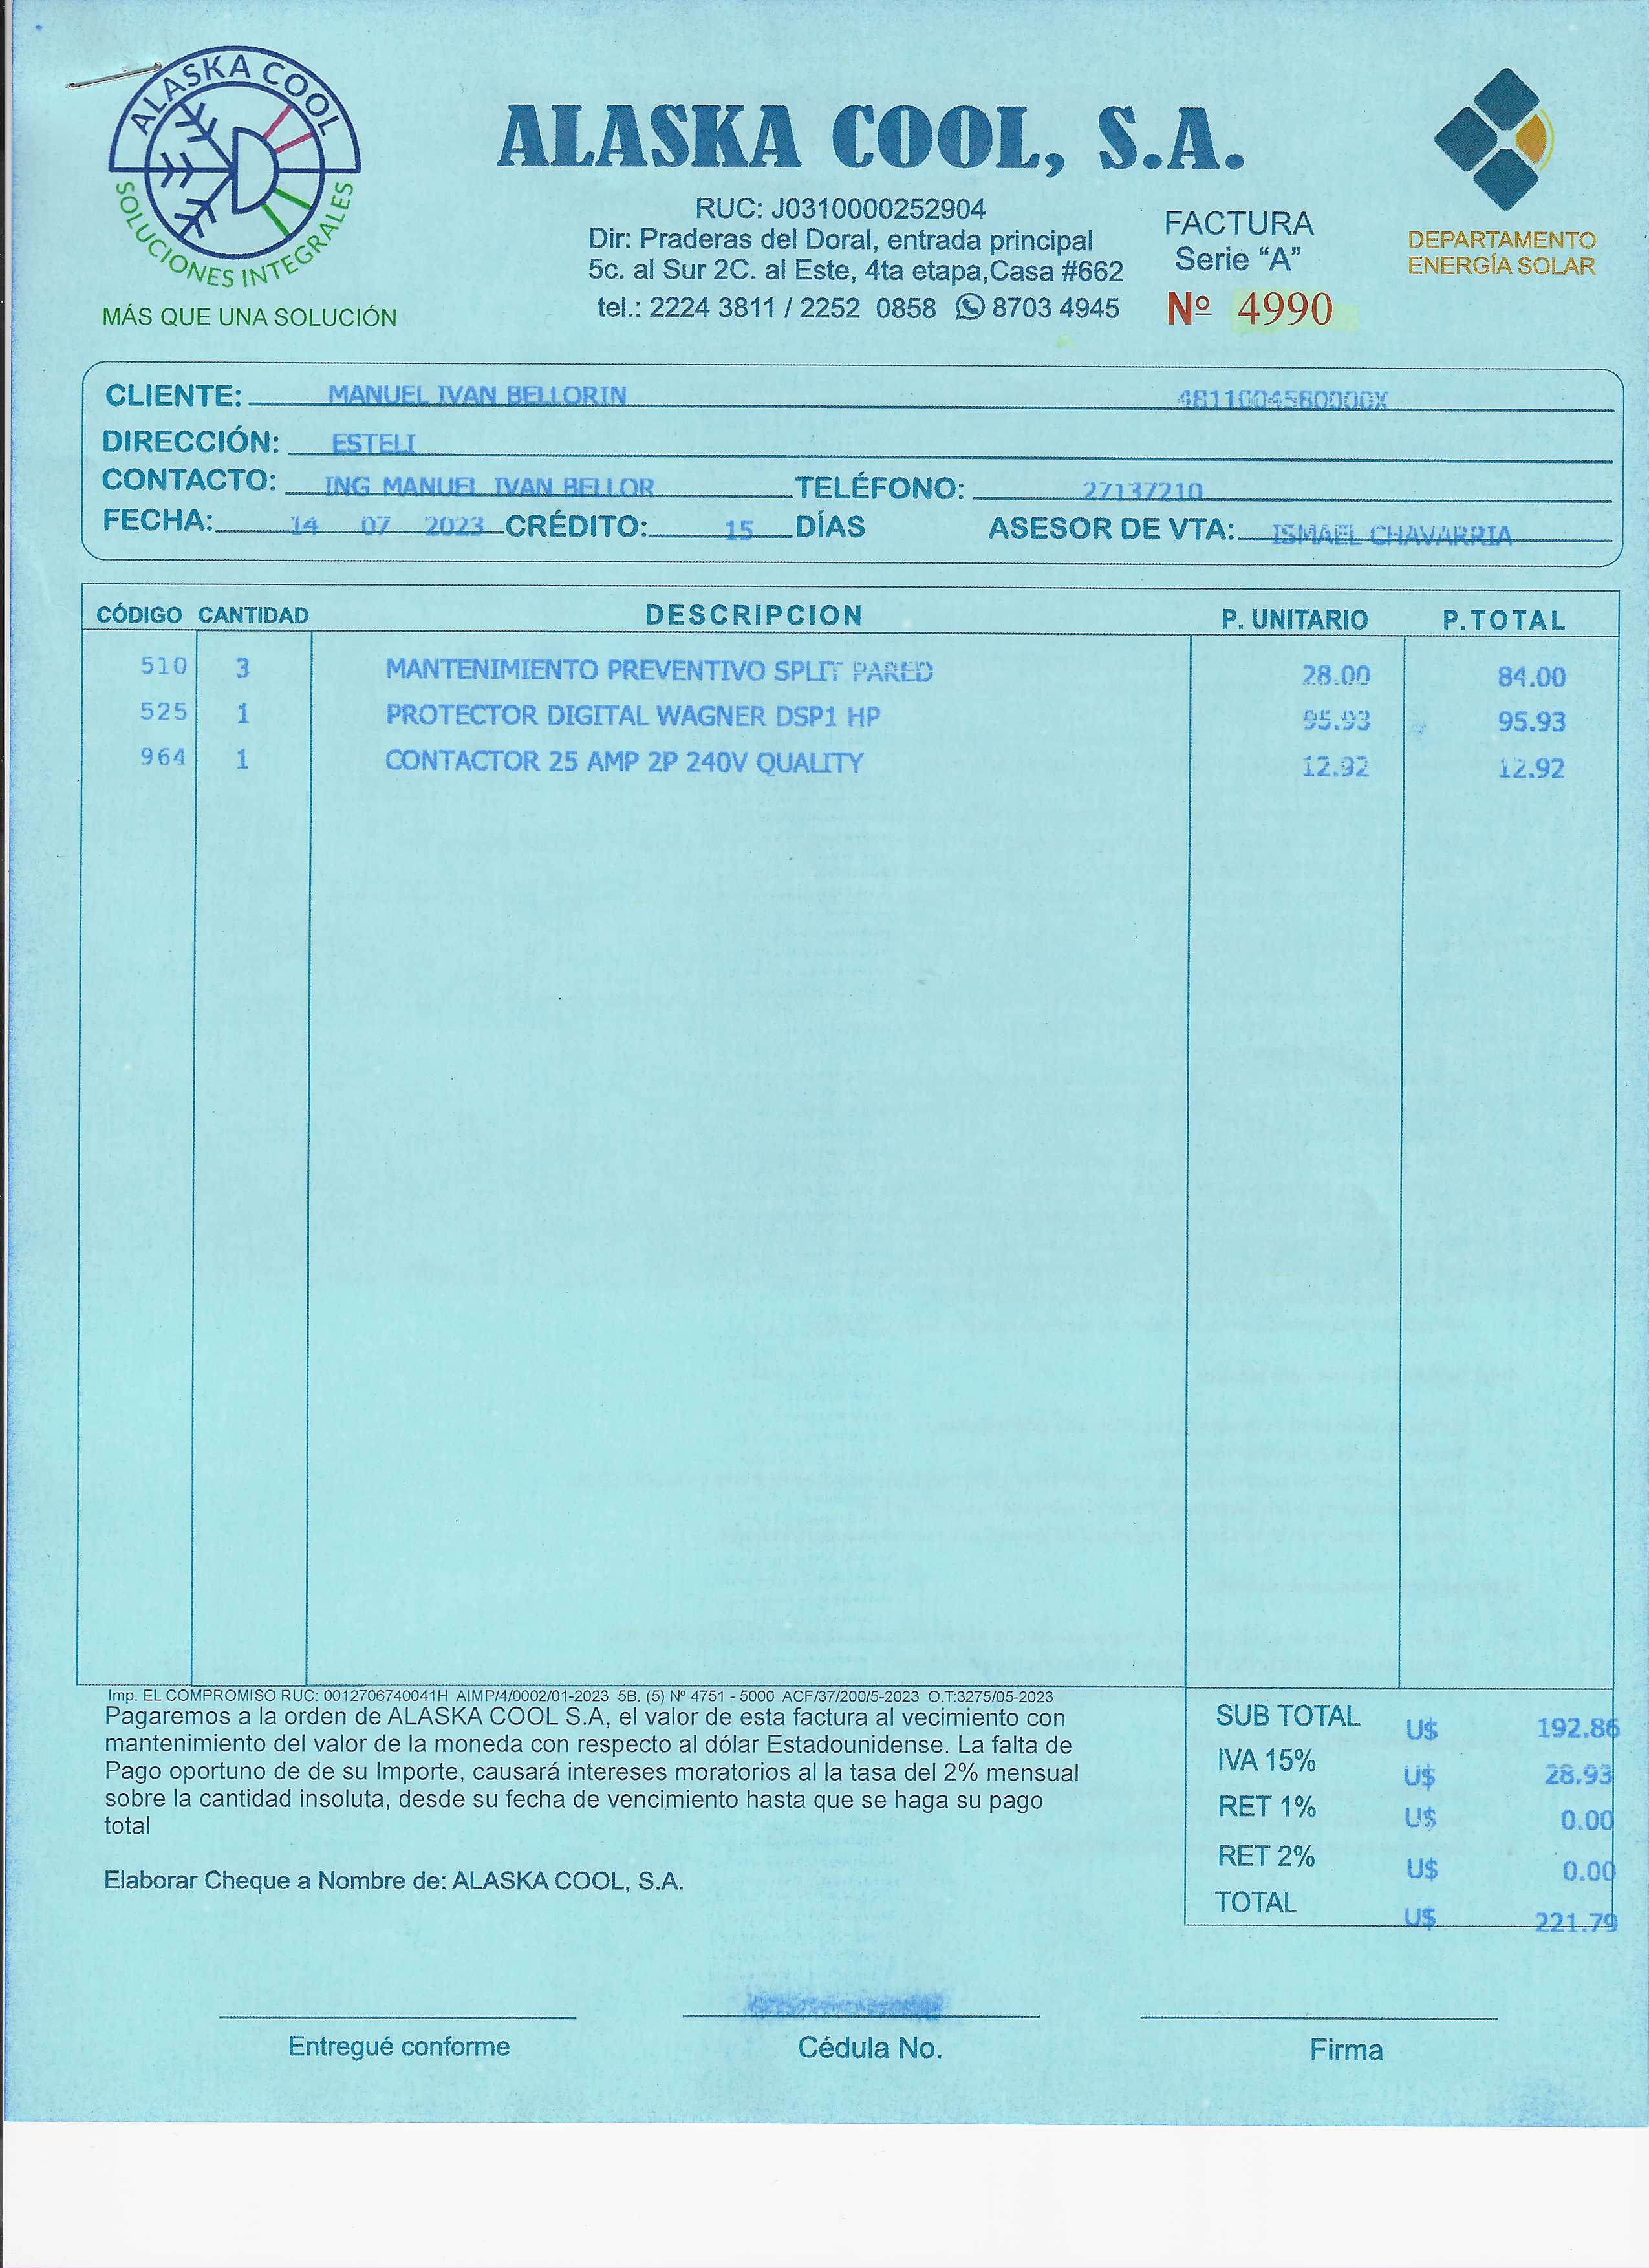 ALASKA COOL
SOLUCIONES INTEGRALES
MÁS QUE UNA SOLUCIÓN
ALASKA COOL, S.A.
RUC: J0310000252904
Dir: Praderas del Doral, entrada principal
5c. al Sur 2C. al Este, 4ta etapa,Casa #662
tel.: 2224 3811 / 2252 0858 8703 4945
FACTURA
Serie “A”
Nº 4990
DEPARTAMENTO
ENERGÍA SOLAR
CLIENTE: MANUEL IVAN BELLORIN
DIRECCIÓN: ESTELI
CONTACTO: ING MANUEL IVAN BELLOR TELÉFONO: 27137210
FECHA: 14 07 2023 CRÉDITO: 15 DÍAS ASESOR DE VTA: ISMAEL CHAVARRIA
CÓDIGO CANTIDAD DESCRIPCION P. UNITARIO P.TOTAL
510 3 MANTENIMIENTO PREVENTIVO SPLIT PARED 28.00 84.00
525 1 PROTECTOR DIGITAL WAGNER DSP1 HP 95.93 95.93
964 1 CONTACTOR 25 AMP 2P 240V QUALITY 12.92 12.92
Imp. EL COMPROMISO RUC: 0012706740041H AIMP/4/0002/01-2023 5B. (5) Nº 4751 - 5000 ACF/37/200/5-2023 O.T:3275/05-2023
Pagaremos a la orden de ALASKA COOL S.A, el valor de esta factura al vecimiento con
mantenimiento del valor de la moneda con respecto al dólar Estadounidense. La falta de
Pago oportuno de de su Importe, causará intereses moratorios al la tasa del 2% mensual
sobre la cantidad insoluta, desde su fecha de vencimiento hasta que se haga su pago
total
Elaborar Cheque a Nombre de: ALASKA COOL, S.A.
SUB TOTAL U$ 192.86
IVA 15% U$ 28.93
RET 1% U$ 0.00
RET 2% U$ 0.00
TOTAL U$ 221.79
Entregué conforme
Cédula No.
Firma